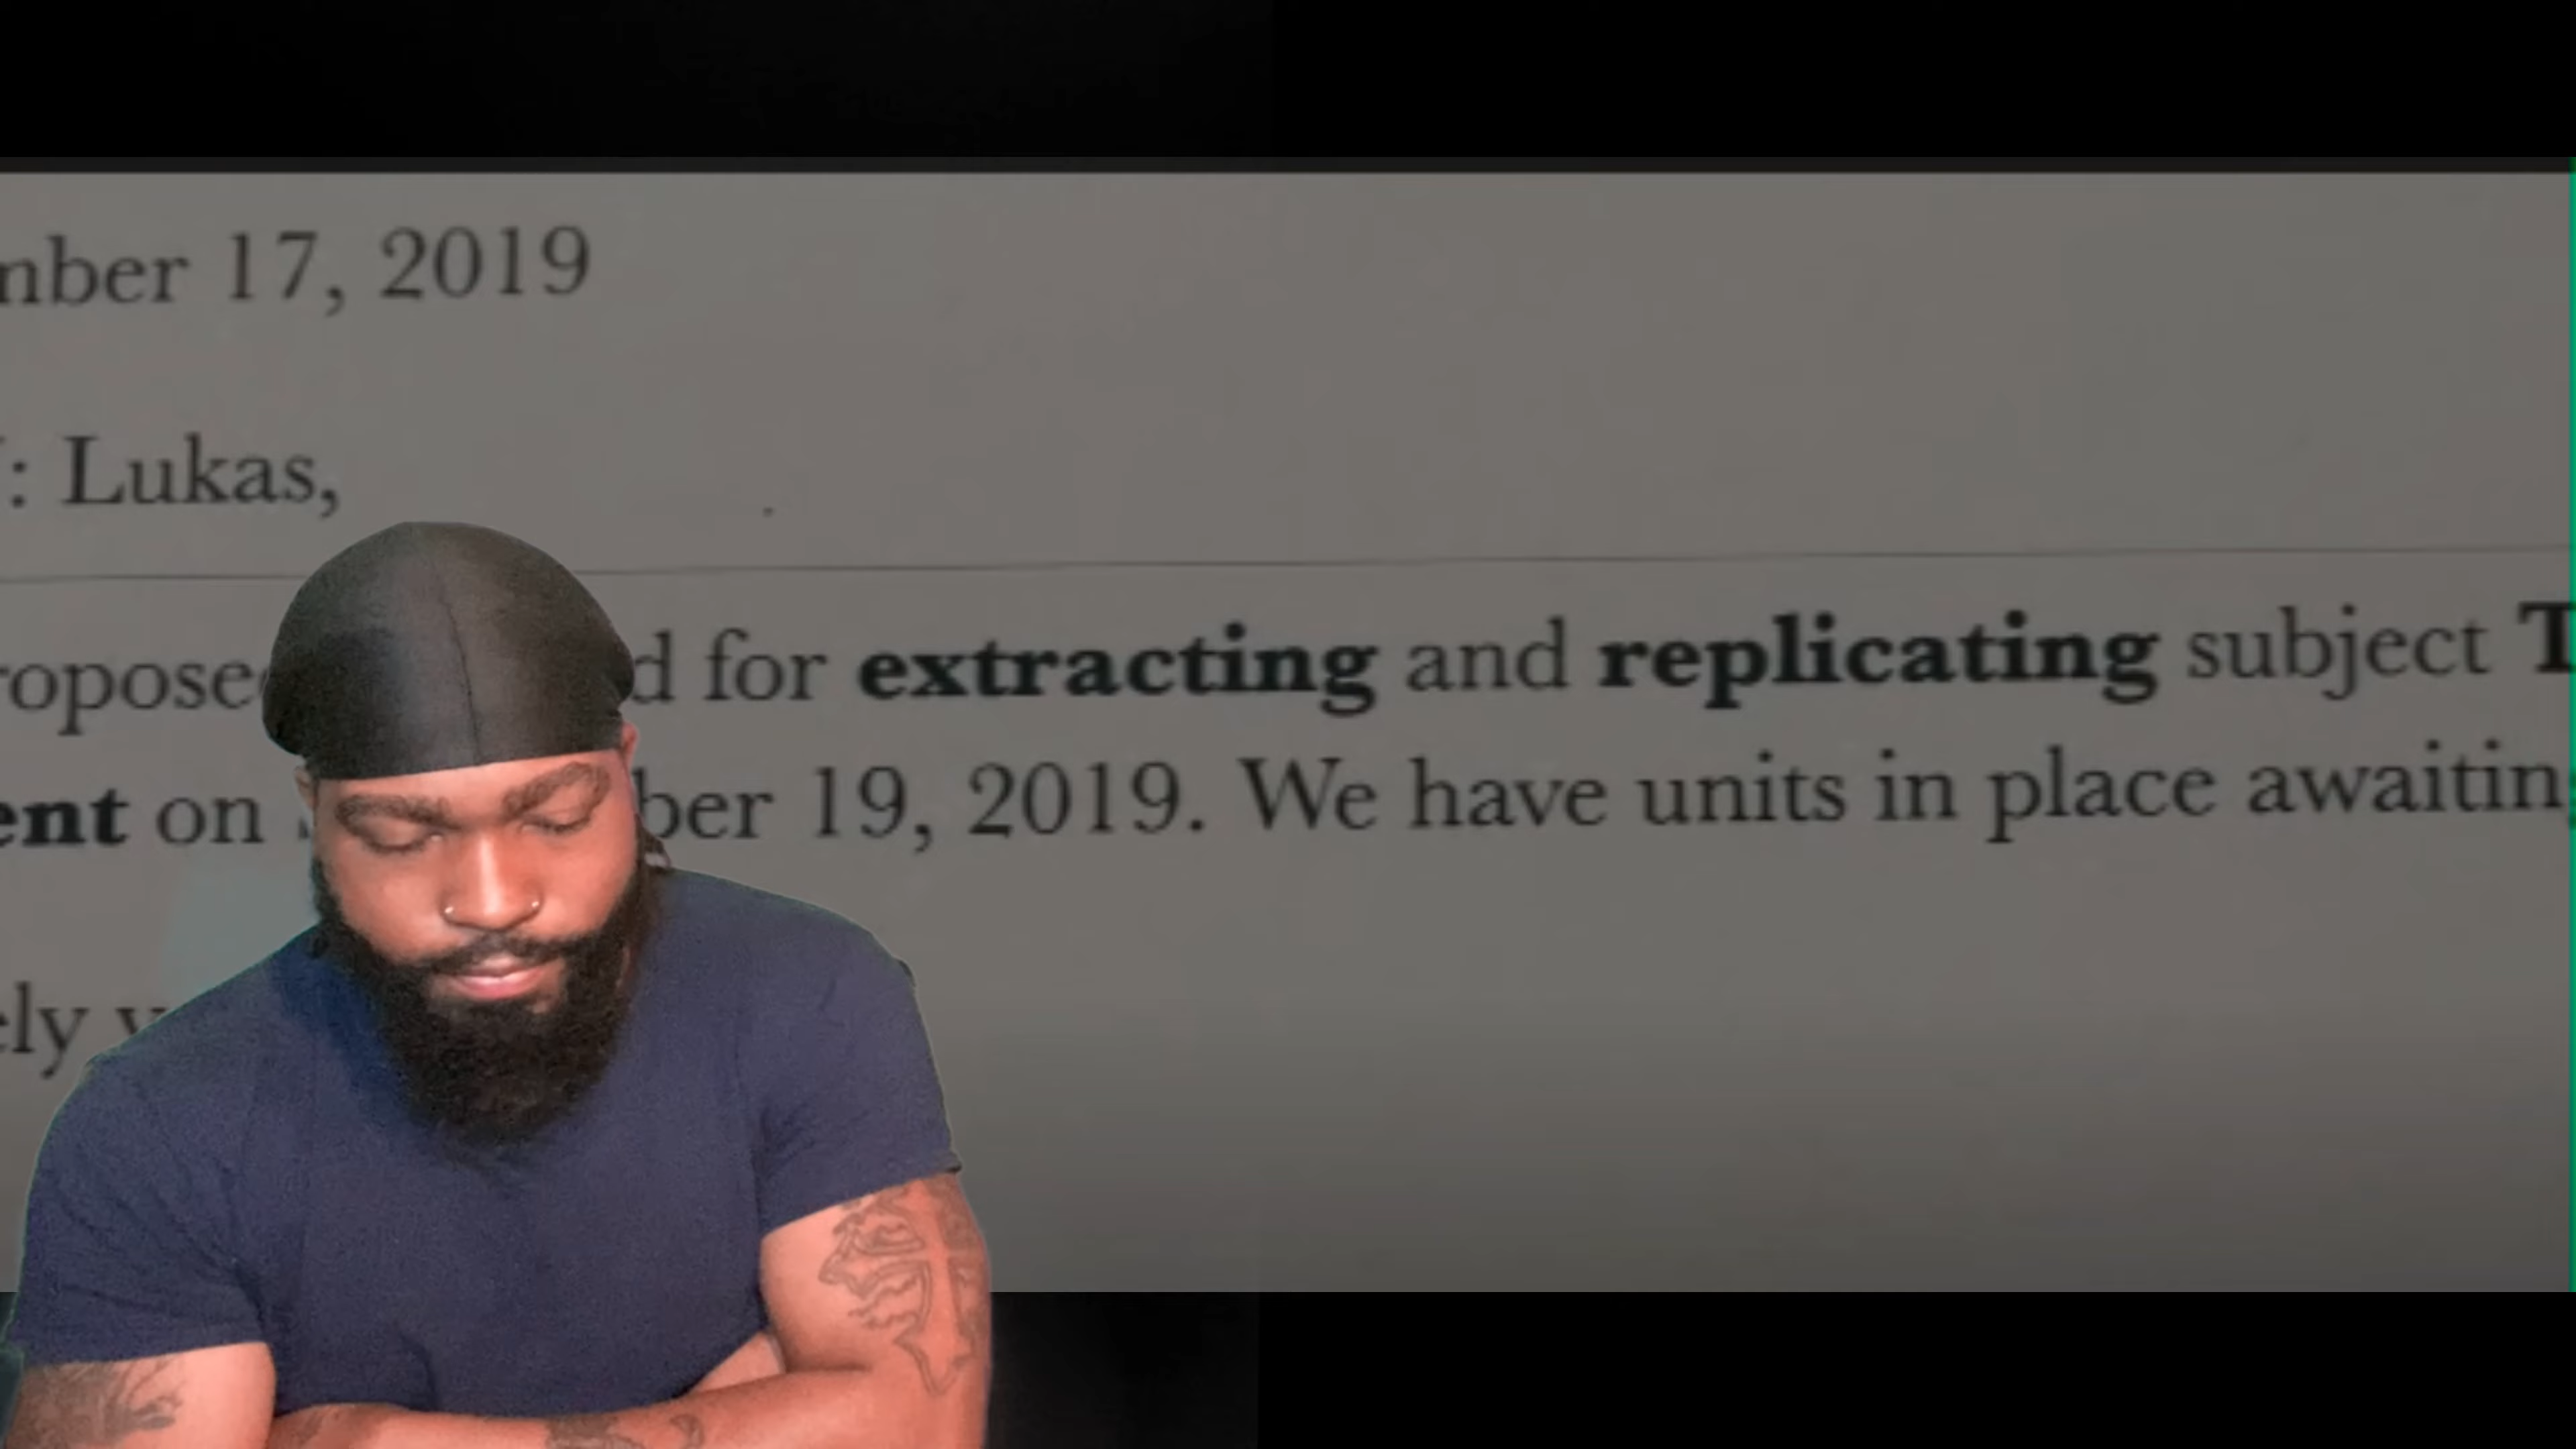 mber 17, 2019
: Lukas,
ropose d for extracting and replicating subject T
ent on ber 19, 2019. We have units in place awaitin
ely